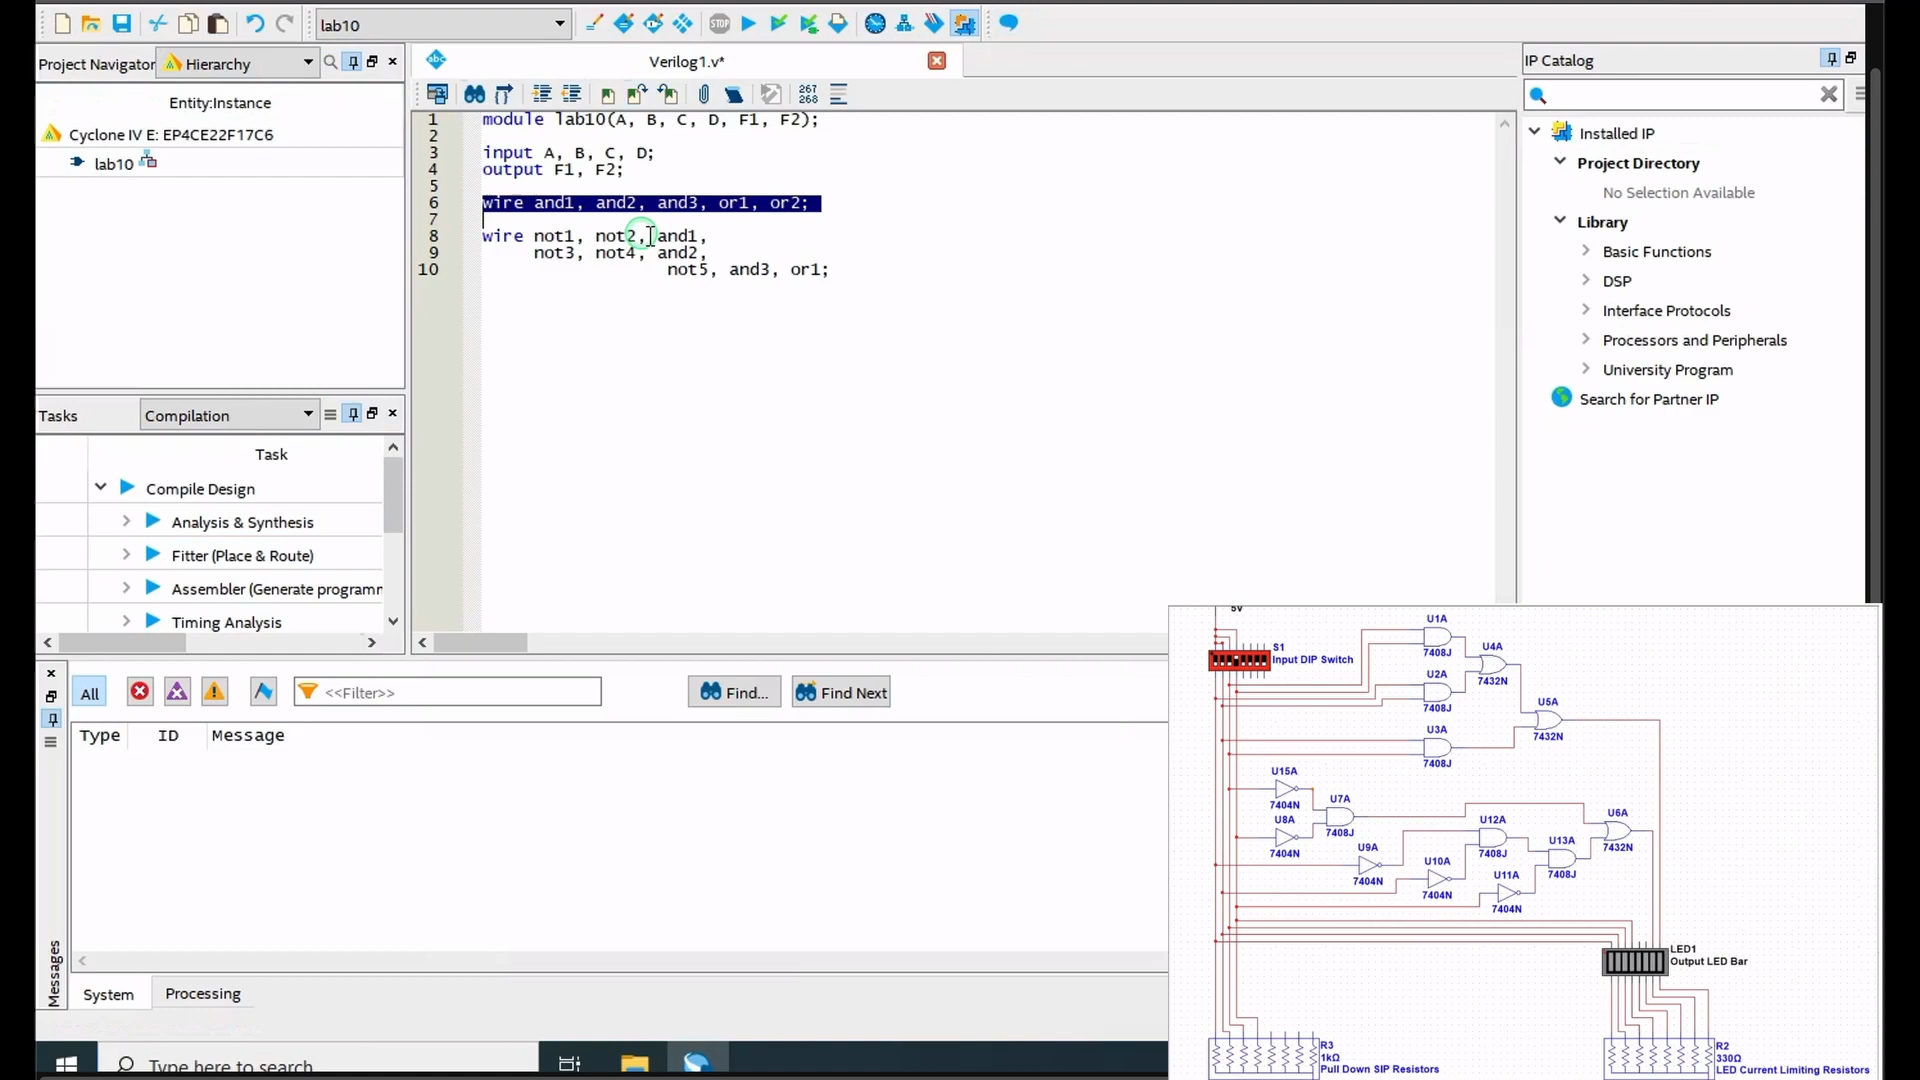 lab10
Project Navigator
Hierarchy
Entity:Instance
Cyclone IV E: EP4CE22F17C6
lab10
Tasks
Compilation
Task
Compile Design
Analysis & Synthesis
Fitter (Place & Route)
Assembler (Generate programm
Timing Analysis
abc
Verilog1.v*
267
268
1 module lab10(A, B, C, D, F1, F2);
2
3 input A, B, C, D;
4 output F1, F2;
5
6 wire and1, and2, and3, or1, or2;
7
8 wire not1, not2, and1,
9 not3, not4, and2,
10 not5, and3, or1;
IP Catalog
Installed IP
Project Directory
No Selection Available
Library
Basic Functions
DSP
Interface Protocols
Processors and Peripherals
University Program
Search for Partner IP
All
<<Filter>>
Find...
Find Next
Type ID Message
Messages
System
Processing
Type here to search
5V
S1
Input DIP Switch
U1A
7408J
U4A
7432N
U2A
7408J
U5A
7432N
U3A
7408J
U15A
7404N
U7A
7408J
U8A
7404N
U9A
7404N
U12A
7408J
U10A
7404N
U13A
7408J
U11A
7404N
U6A
7432N
LED1
Output LED Bar
R3
1kΩ
Pull Down SIP Resistors
R2
330Ω
LED Current Limiting Resistors
STOP